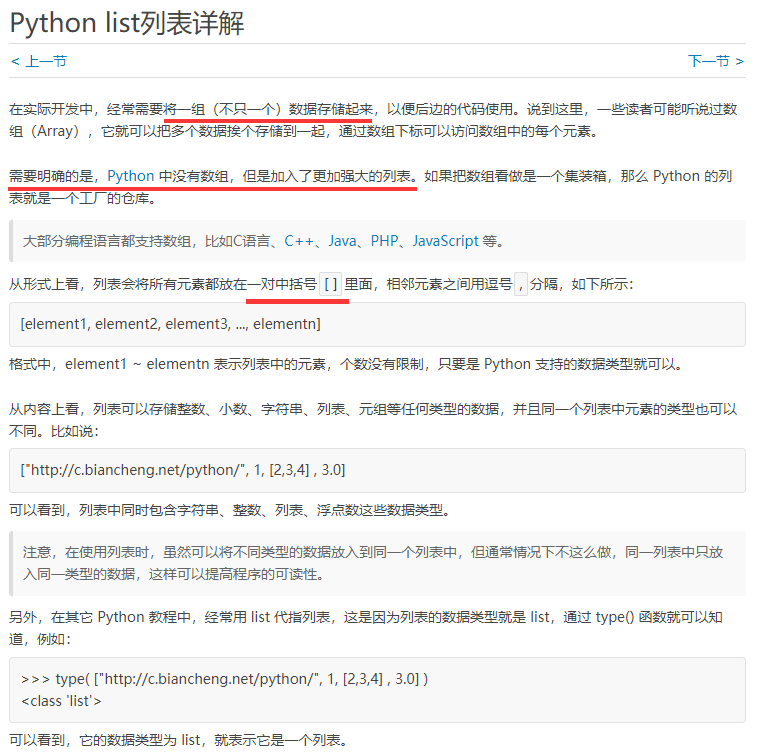 Python list列表详解
< 上一节
下一节 >
在实际开发中，经常需要将一组（不只一个）数据存储起来，以便后边的代码使用。说到这里，一些读者可能听说过数
组（Array），它就可以把多个数据挨个存储到一起，通过数组下标可以访问数组中的每个元素。
需要明确的是，Python 中没有数组，但是加入了更加强大的列表。如果把数组看做是一个集装箱，那么 Python 的列
表就是一个工厂的仓库。
大部分编程语言都支持数组，比如C语言、C++、Java、PHP、JavaScript 等。
从形式上看，列表会将所有元素都放在一对中括号[ ]里面，相邻元素之间用逗号,分隔，如下所示：
[element1, element2, element3, ..., elementn]
格式中，element1 ~ elementn 表示列表中的元素，个数没有限制，只要是 Python 支持的数据类型就可以。
从内容上看，列表可以存储整数、小数、字符串、列表、元组等任何类型的数据，并且同一个列表中元素的类型也可以
不同。比如说：
["http://c.biancheng.net/python/", 1, [2,3,4] , 3.0]
可以看到，列表中同时包含字符串、整数、列表、浮点数这些数据类型。
注意，在使用列表时，虽然可以将不同类型的数据放入到同一个列表中，但通常情况下不这么做，同一列表中只放
入同一类型的数据，这样可以提高程序的可读性。
另外，在其它 Python 教程中，经常用 list 代指列表，这是因为列表的数据类型就是 list，通过 type() 函数就可以知
道，例如：
>>> type( ["http://c.biancheng.net/python/", 1, [2,3,4] , 3.0] )
<class 'list'>
可以看到，它的数据类型为 list，就表示它是一个列表。